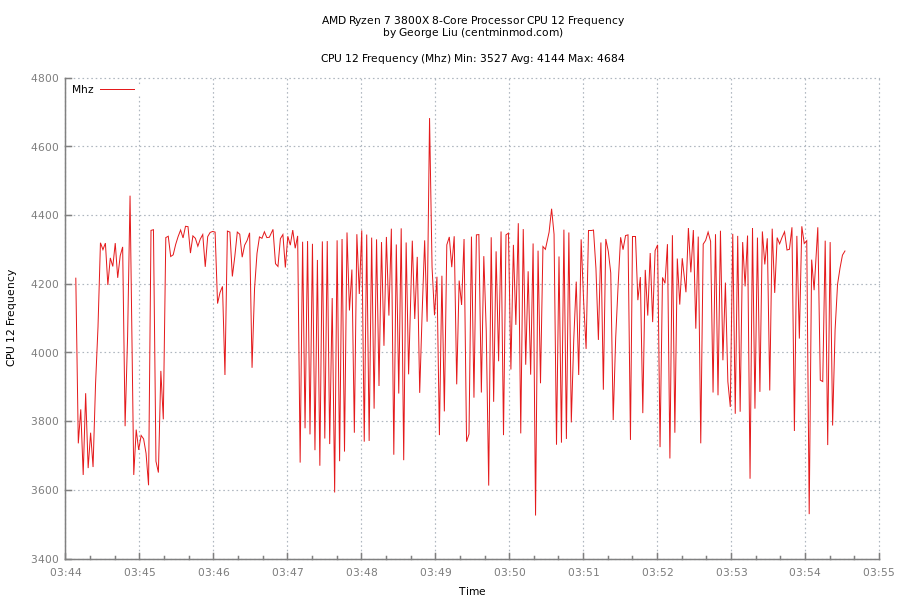 AMD Ryzen 7 3800X 8-Core Processor CPU 12 Frequency
by George Liu (centminmod.com)
CPU 12 Frequency (Mhz) Min: 3527 Avg: 4144 Max: 4684
Mhz
4800
4600
4400
4200
4000
3800
3600
3400
CPU 12 Frequency
03:44 03:45 03:46 03:47 03:48 03:49 03:50 03:51 03:52 03:53 03:54 03:55
Time